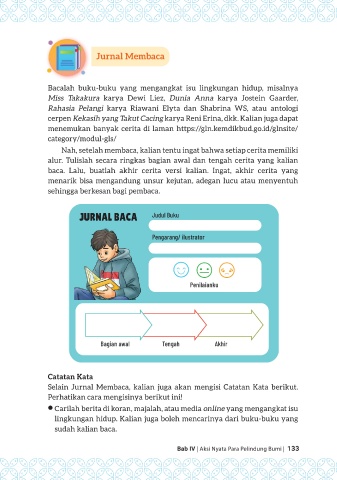 Jurnal Membaca
Bacalah buku-buku yang mengangkat isu lingkungan hidup, misalnya
Miss Takakura karya Dewi Liez, Dunia Anna karya Jostein Gaarder,
Rahasia Pelangi karya Riawani Elyta dan Shabrina WS, atau antologi
cerpen Kekasih yang Takut Cacing karya Reni Erina, dkk. Kalian juga dapat
menemukan banyak cerita di laman https://gln.kemdikbud.go.id/glnsite/
category/modul-gls/
Nah, setelah membaca, kalian tentu ingat bahwa setiap cerita memiliki
alur. Tulislah secara ringkas bagian awal dan tengah cerita yang kalian
baca. Lalu, buatlah akhir cerita versi kalian. Ingat, akhir cerita yang
menarik bisa mengandung unsur kejutan, adegan lucu atau menyentuh
sehingga berkesan bagi pembaca.
JURNAL BACA
Judul Buku
Pengarang/ ilustrator
Penilaianku
Bagian awal Tengah Akhir
Catatan Kata
Selain Jurnal Membaca, kalian juga akan mengisi Catatan Kata berikut.
Perhatikan cara mengisinya berikut ini!
● Carilah berita di koran, majalah, atau media online yang mengangkat isu
lingkungan hidup. Kalian juga boleh mencarinya dari buku-buku yang
sudah kalian baca.
Bab IV | Aksi Nyata Para Pelindung Bumi | 133